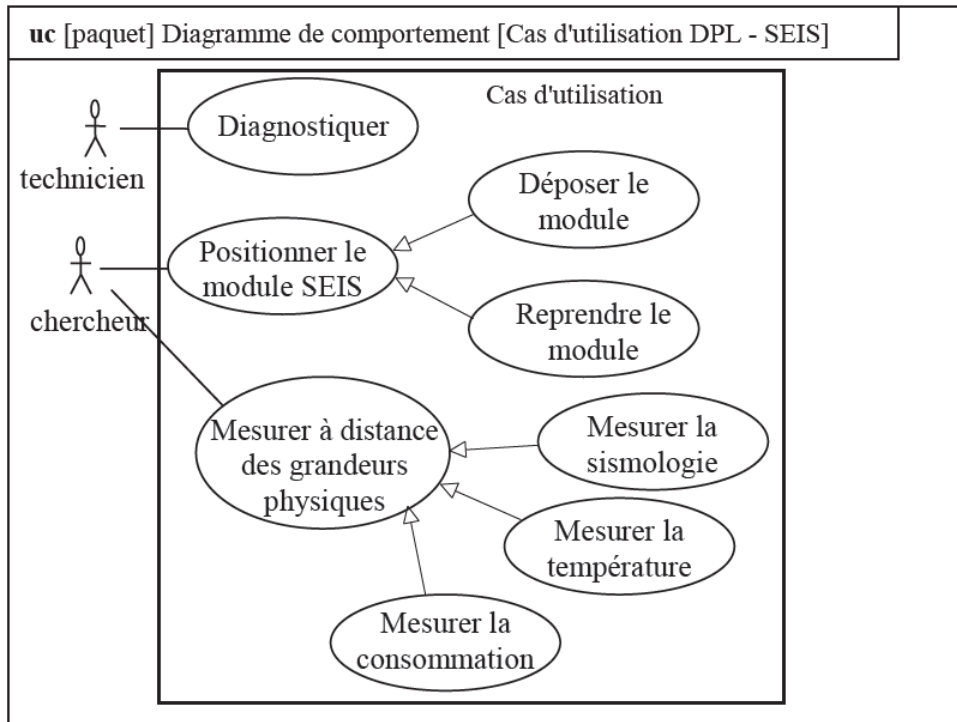 uc [paquet] Diagramme de comportement [Cas d'utilisation DPL - SEIS]
Cas d'utilisation
Diagnostiquer
technicien
Déposer le
module
Positionner le
module SEIS
chercheur
Reprendre le
module
Mesurer à distance
des grandeurs
physiques
Mesurer la
sismologie
Mesurer la
température
Mesurer la
consommation